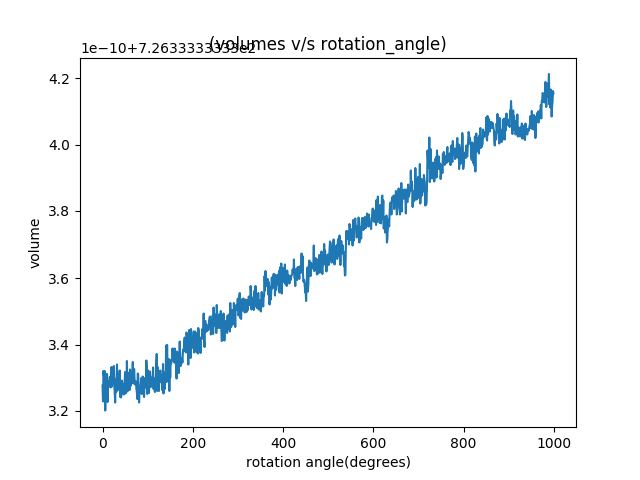 (volumes v/s rotation_angle)
1e−10+7.2633333333e2
4.2
4.0
3.8
3.6
3.4
3.2
volume
0 200 400 600 800 1000
rotation angle(degrees)